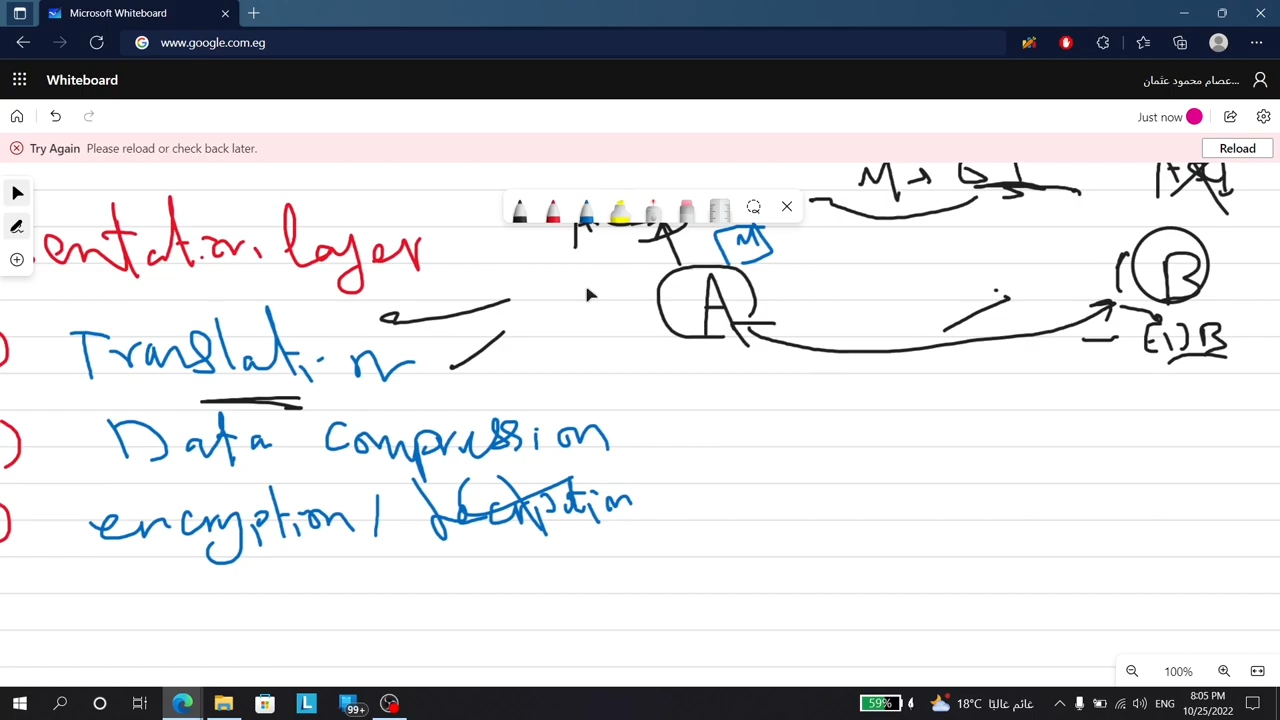 Microsoft Whiteboard
www.google.com.eg
Whiteboard
عصام محمود عثمان...
Just now
Try Again Please reload or check back later.
Reload
M →
entation layer
M
A
B
B
Translation
Data compression
encryption /
100%
L
99+
59%
18°C غائم غالبًا
ENG
8:05 PM
10/25/2022